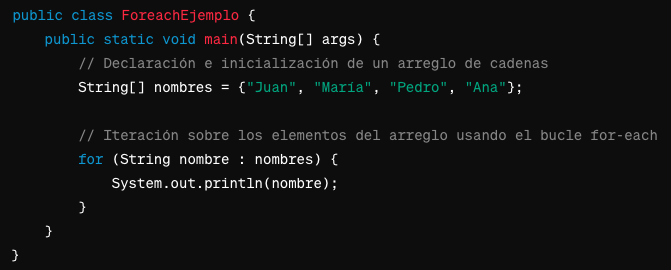 public class ForeachEjemplo {
    public static void main(String[] args) {
        // Declaración e inicialización de un arreglo de cadenas
        String[] nombres = {"Juan", "María", "Pedro", "Ana"};

        // Iteración sobre los elementos del arreglo usando el bucle for-each
        for (String nombre : nombres) {
            System.out.println(nombre);
        }
    }
}